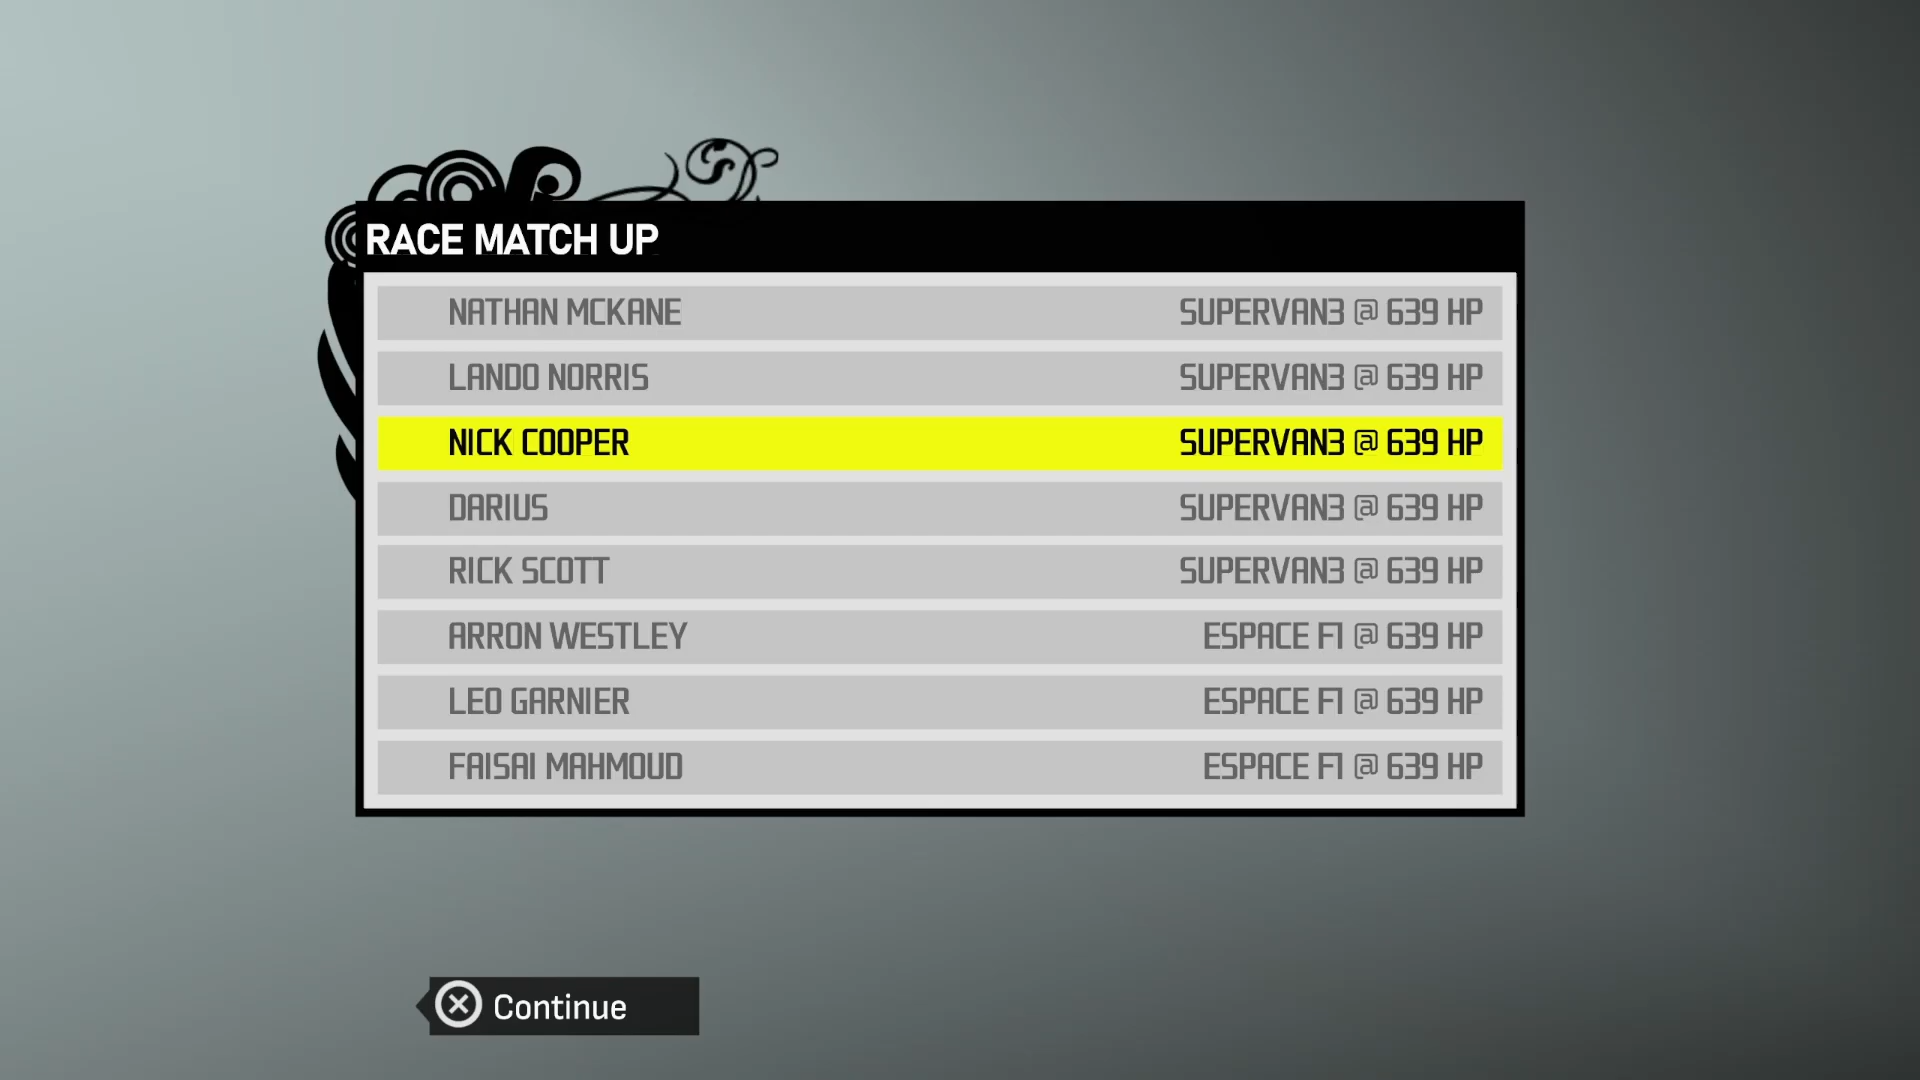 RACE MATCH UP
NATHAN MCKANE SUPERVAN3 @ 639 HP
LANDO NORRIS SUPERVAN3 @ 639 HP
NICK COOPER SUPERVAN3 @ 639 HP
DARIUS SUPERVAN3 @ 639 HP
RICK SCOTT SUPERVAN3 @ 639 HP
ARRON WESTLEY ESPACE F1 @ 639 HP
LEO GARNIER ESPACE F1 @ 639 HP
FAISAI MAHMOUD ESPACE F1 @ 639 HP
Continue